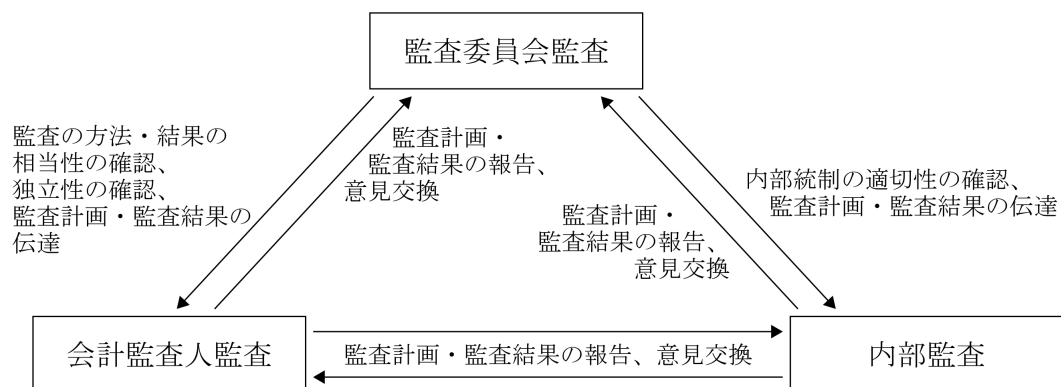 監査委員会監査
監査の方法・結果の
相当性の確認、
独立性の確認、
監査計画・監査結果の
伝達
監査計画・
監査結果の報告、
意見交換
監査計画・
監査結果の報告、
意見交換
内部統制の適切性の確認、
監査計画・監査結果の伝達
会計監査人監査
監査計画・監査結果の報告、意見交換
内部監査